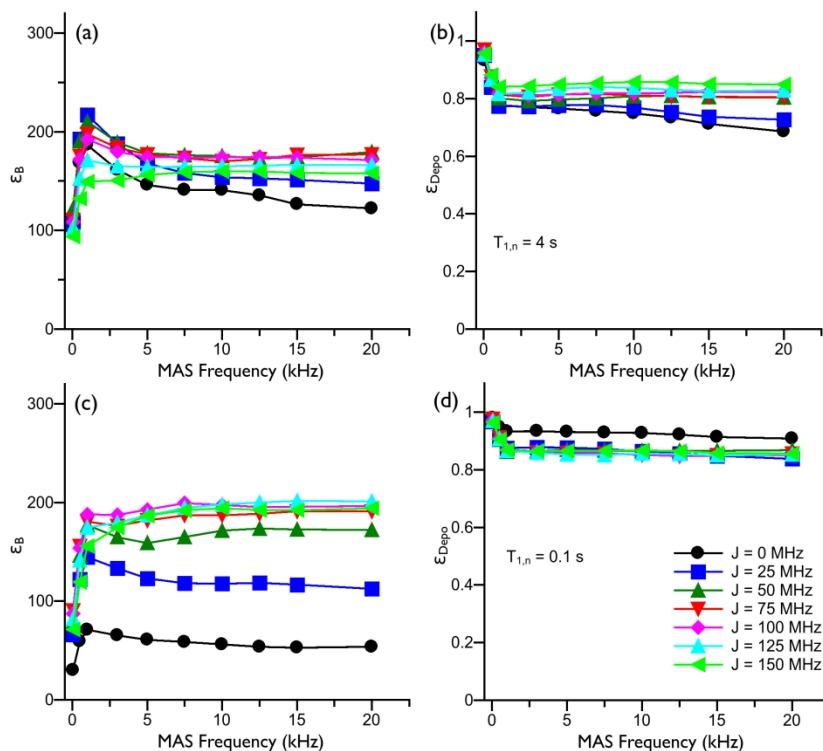 (a)
300
200
100
0
ε_B
0 5 10 15 20
MAS Frequency (kHz)
(b)
1
0.8
0.6
0.4
0.2
0
ε_Depo
T_1,n = 4 s
0 5 10 15 20
MAS Frequency (kHz)
(c)
300
200
100
0
ε_B
0 5 10 15 20
MAS Frequency (kHz)
(d)
1
0.8
0.6
0.4
0.2
0
ε_Depo
T_1,n = 0.1 s
J = 0 MHz
J = 25 MHz
J = 50 MHz
J = 75 MHz
J = 100 MHz
J = 125 MHz
J = 150 MHz
0 5 10 15 20
MAS Frequency (kHz)